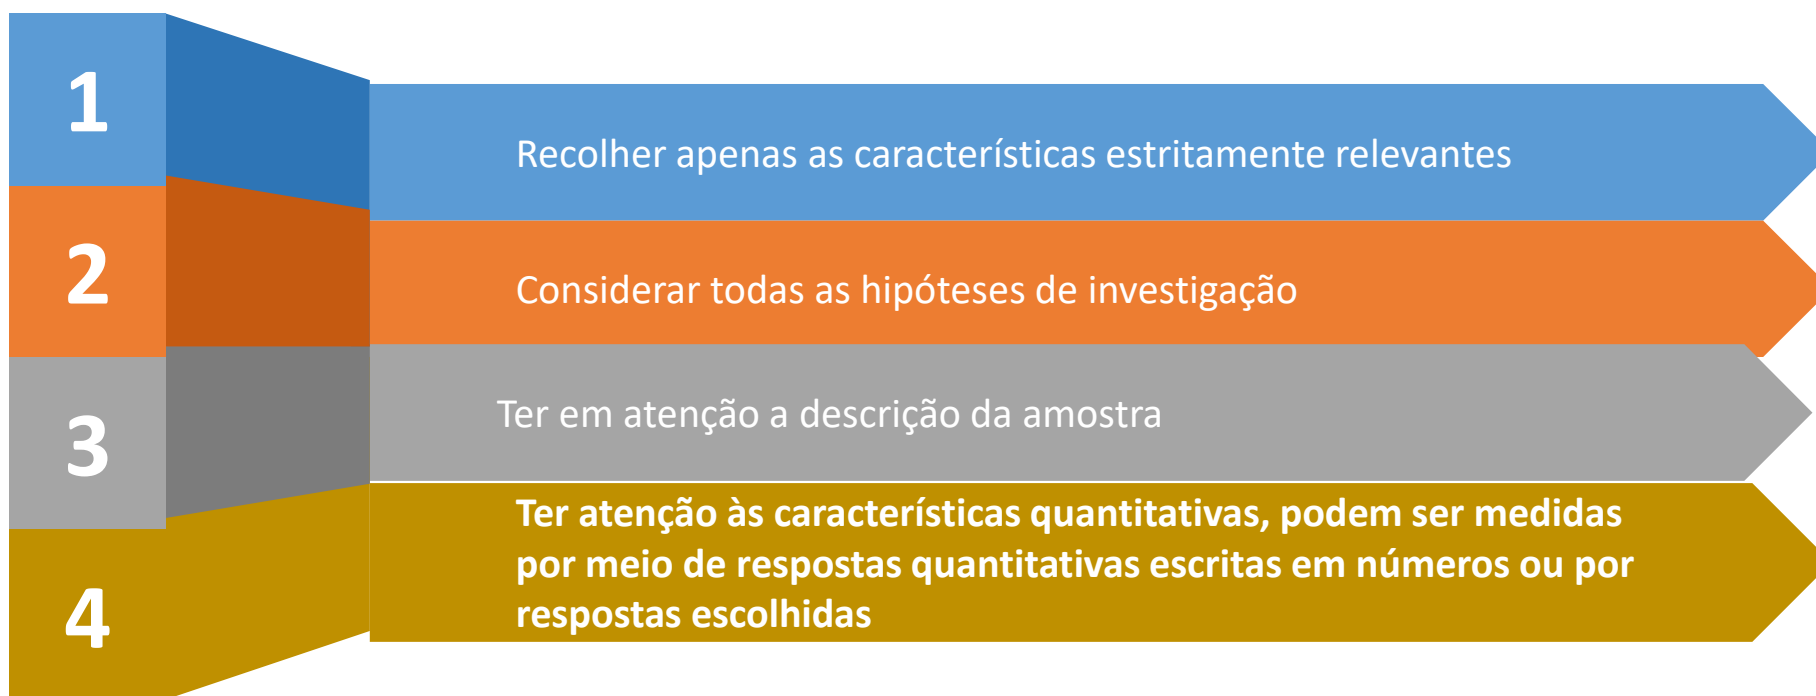 1
Recolher apenas as características estritamente relevantes
2
Considerar todas as hipóteses de investigação
3
Ter em atenção a descrição da amostra
4
Ter atenção às características quantitativas, podem ser medidas
por meio de respostas quantitativas escritas em números ou por
respostas escolhidas